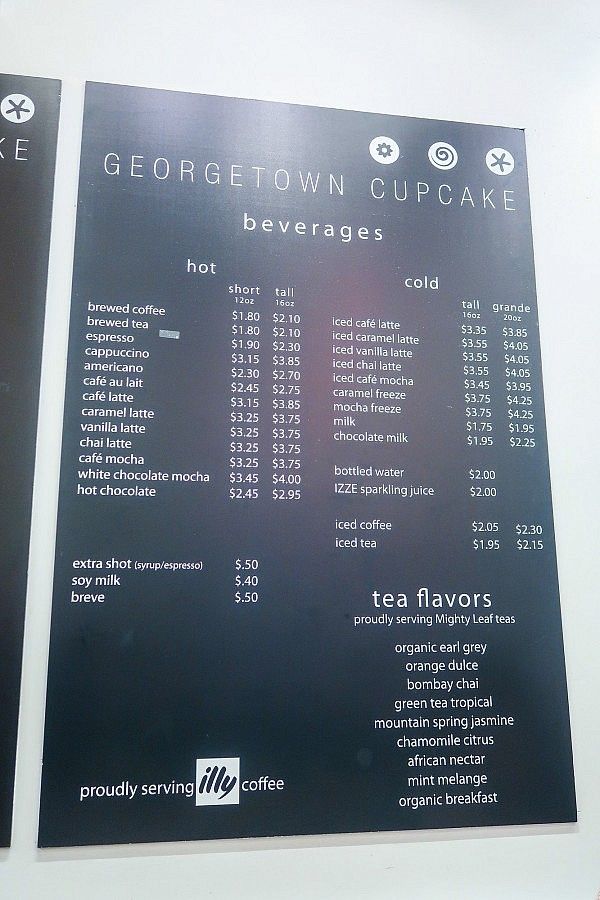 KE
GEORGETOWN CUPCAKE
beverages
hot
short tall
12oz 16oz
brewed coffee $1.80 $2.10
brewed tea $1.80 $2.10
espresso $1.90 $2.30
cappuccino $3.15 $3.85
americano $2.30 $2.70
café au lait $2.45 $2.75
café latte $3.15 $3.85
caramel latte $3.25 $3.75
vanilla latte $3.25 $3.75
chai latte $3.25 $3.75
café mocha $3.25 $3.75
white chocolate mocha $3.45 $4.00
hot chocolate $2.45 $2.95
extra shot (syrup/espresso) $.50
soy milk $.40
breve $.50
proudly serving illy coffee
cold
tall grande
16oz 20oz
iced café latte $3.35 $3.85
iced caramel latte $3.55 $4.05
iced vanilla latte $3.55 $4.05
iced chai latte $3.55 $4.05
iced café mocha $3.45 $3.95
caramel freeze $3.75 $4.25
mocha freeze $3.75 $4.25
milk $1.75 $1.95
chocolate milk $1.95 $2.25
bottled water $2.00
IZZE sparkling juice $2.00
iced coffee $2.05 $2.30
iced tea $1.95 $2.15
tea flavors
proudly serving Mighty Leaf teas
organic earl grey
orange dulce
bombay chai
green tea tropical
mountain spring jasmine
chamomile citrus
african nectar
mint melange
organic breakfast